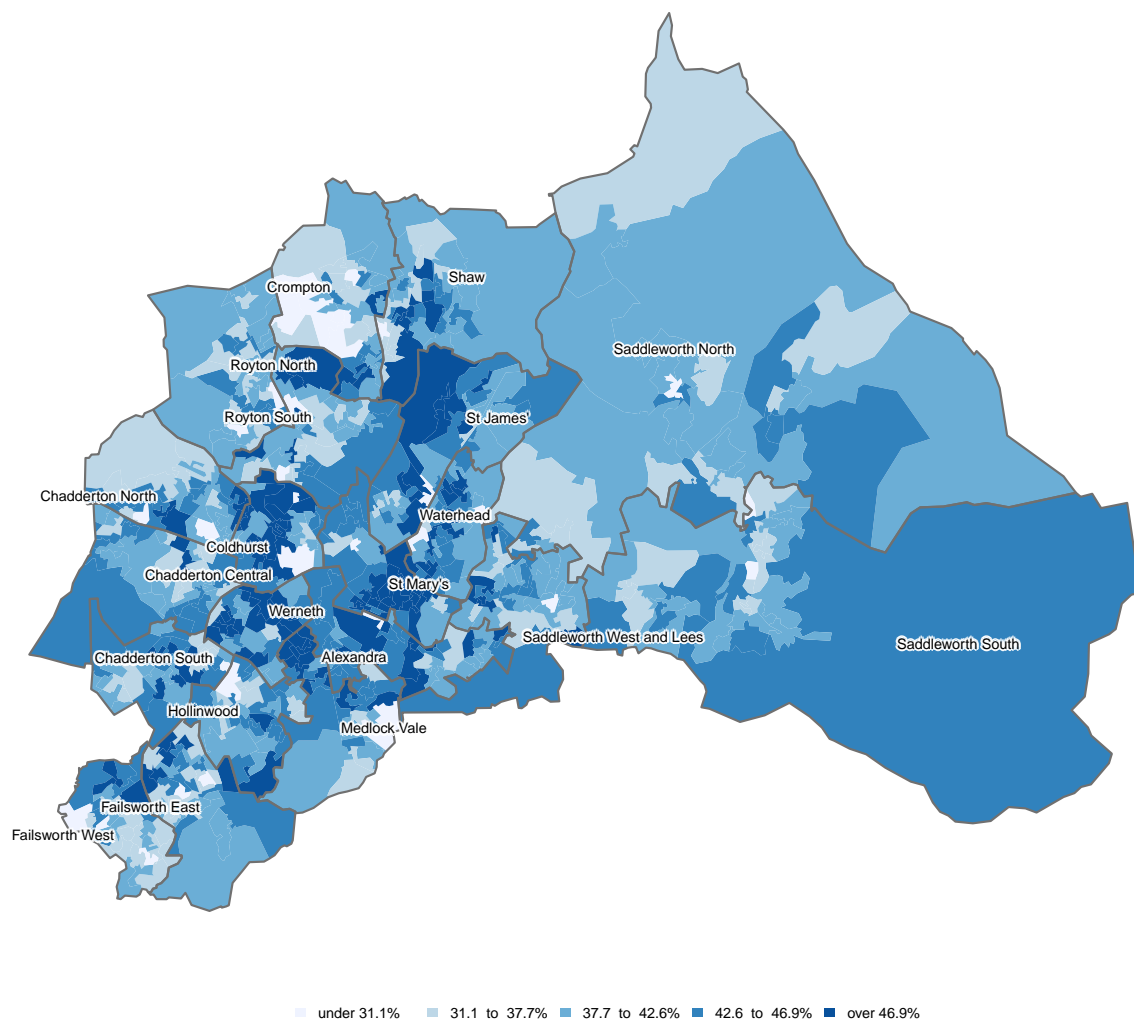 Shaw
Crompton
Saddleworth North
Royton North
Royton South
St James'
Chadderton North
Waterhead
Coldhurst
Chadderton Central
St Mary's
Werneth
Saddleworth West and Lees
Saddleworth South
Chadderton South
Alexandra
Hollinwood
Medlock Vale
Failsworth East
Failsworth West
under 31.1% 31.1 to 37.7% 37.7 to 42.6% 42.6 to 46.9% over 46.9%